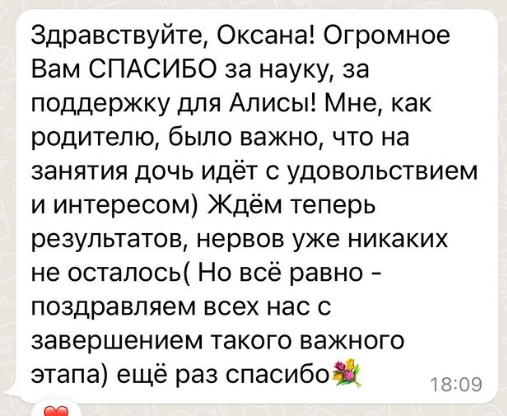 Здравствуйте, Оксана! Огромное
Вам СПАСИБО за науку, за
поддержку для Алисы! Мне, как
родителю, было важно, что на
занятия дочь идёт с удовольствием
и интересом) Ждём теперь
результатов, нервов уже никаких
не осталось( Но всё равно -
поздравляем всех нас с
завершением такого важного
этапа) ещё раз спасибо💐
18:09